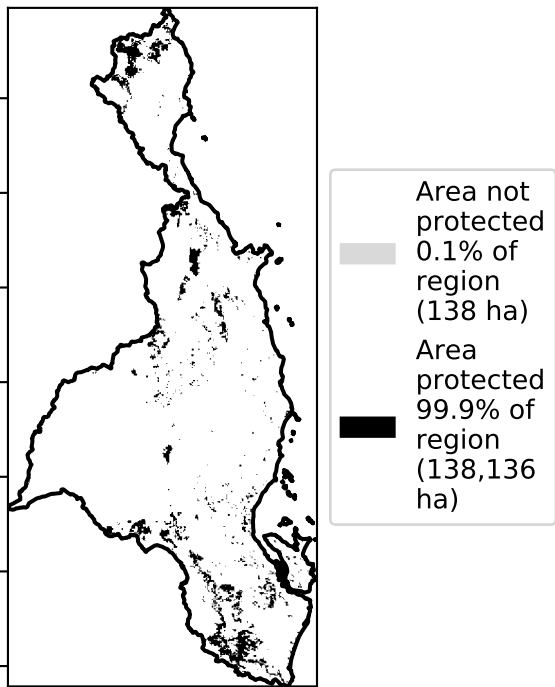 Area not
protected
0.1% of
region
(138 ha)
Area
protected
99.9% of
region
(138,136
ha)